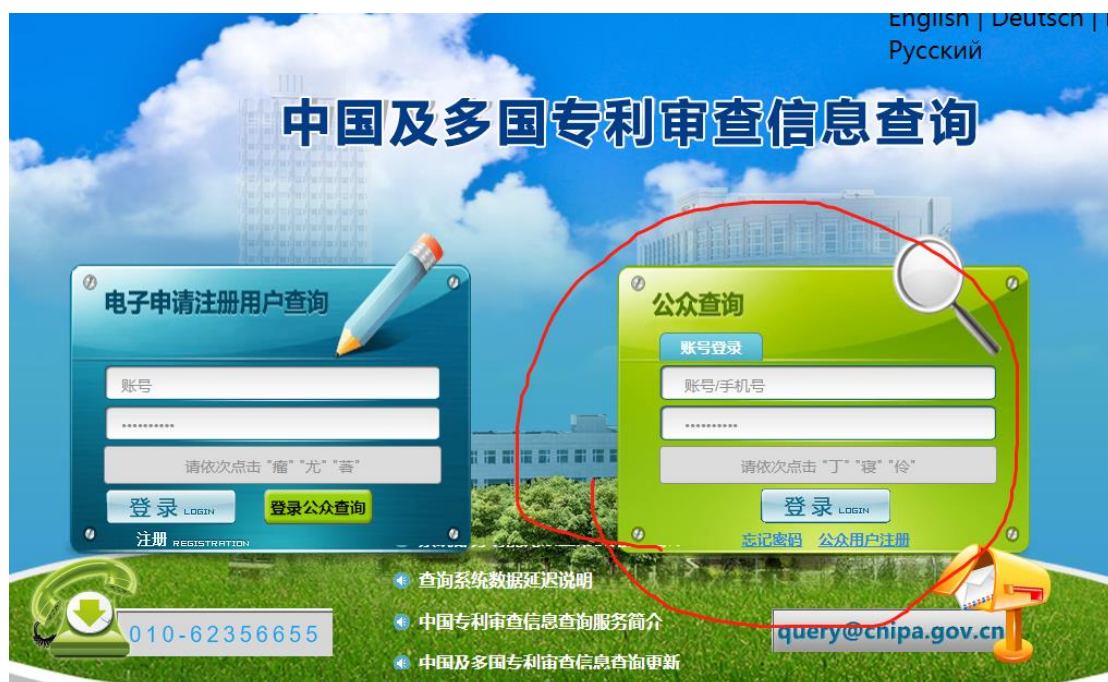 English | Deutsch |
Русский
中国及多国专利审查信息查询
电子申请注册用户查询
账号
请依次点击 "瘤" "尤" "蓍"
登 录 LOGIN
登录公众查询
注册 REGISTRATION
公众查询
账号登录
账号/手机号
请依次点击 "丁" "寝" "伶"
登 录 LOGIN
忘记密码 公众用户注册
查询系统数据延迟说明
中国专利审查信息查询服务简介
中国及多国专利审查信息查询更新
010-62356655
query@cnipa.gov.cn